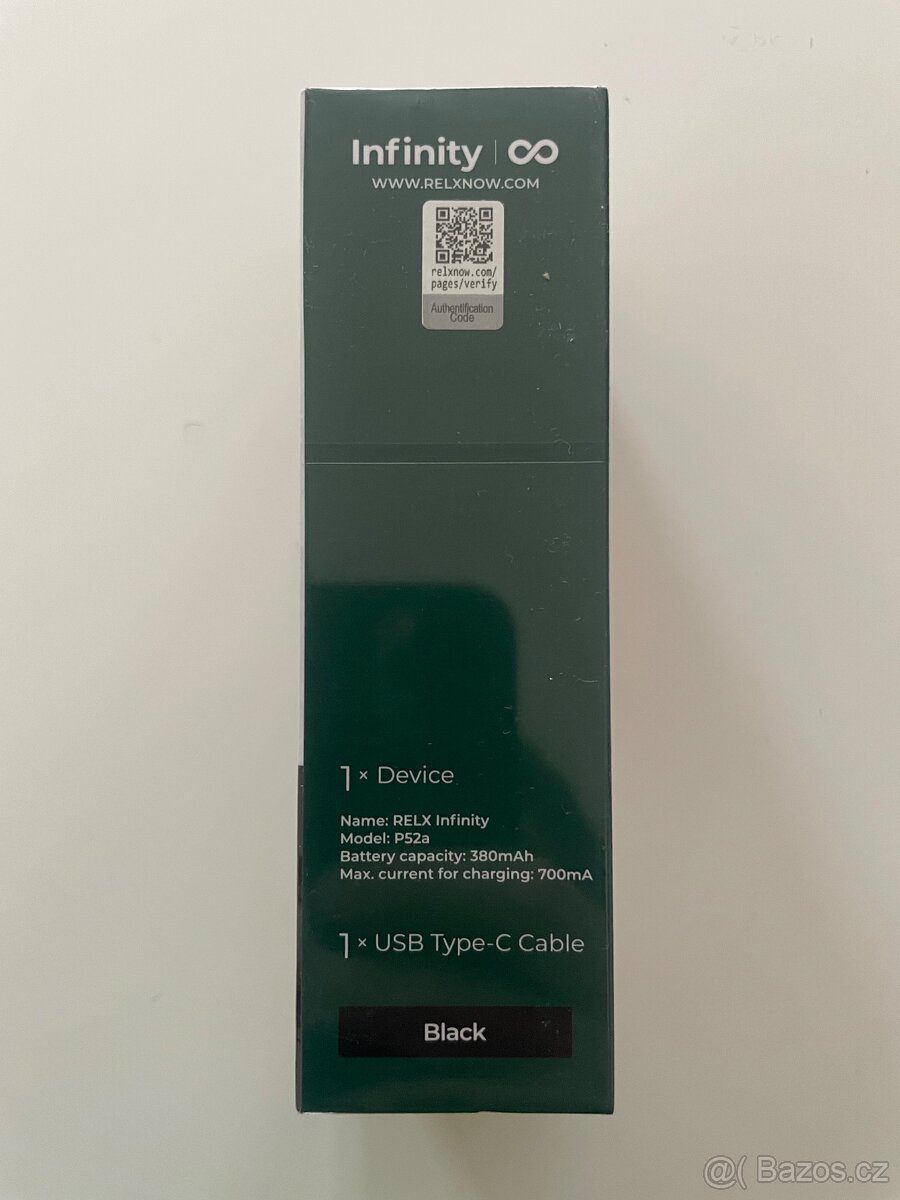 Infinity | ∞
WWW.RELXNOW.COM
relxnow.com/
pages/verify
Authentification
Code
1 × Device
Name: RELX Infinity
Model: P52a
Battery capacity: 380mAh
Max. current for charging: 700mA
1 × USB Type-C Cable
Black
@( Bazos.cz